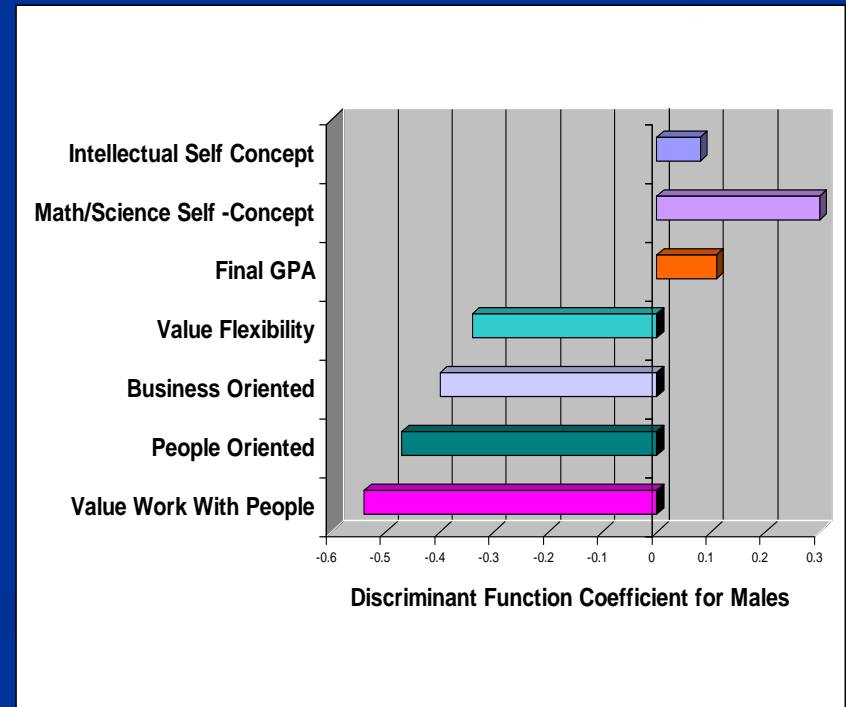 Intellectual Self Concept
Math/Science Self -Concept
Final GPA
Value Flexibility
Business Oriented
People Oriented
Value Work With People
-0.6 -0.5 -0.4 -0.3 -0.2 -0.1 0 0.1 0.2 0.3
Discriminant Function Coefficient for Males